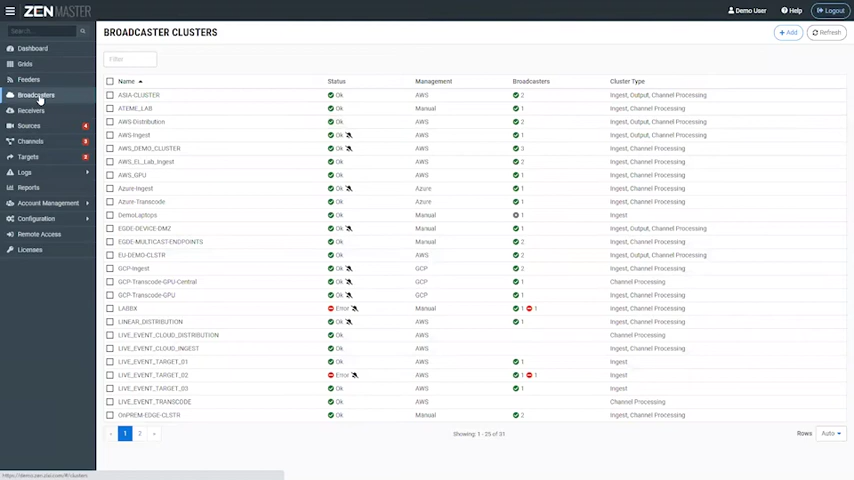 ZENMASTER
Demo User Help Logout
Search...
Dashboard
Grids
Feeders
Broadcasters
Receivers
Sources 4
Channels 3
Targets
Logs
Reports
Account Management
Configuration
Remote Access
Licenses
BROADCASTER CLUSTERS
+ Add Refresh
Filter
Name Status Management Broadcasters Cluster Type
ASIA-CLUSTER Ok AWS 2 Ingest, Output, Channel Processing
ATEME_LAB Ok Manual 1 Ingest, Channel Processing
AWS-Distribution Ok AWS 2 Ingest, Output, Channel Processing
AWS-Ingest Ok AWS 1 Ingest, Output, Channel Processing
AWS_DEMO_CLUSTER Ok AWS 3 Ingest, Channel Processing
AWS_EL_Lab_Ingest Ok AWS 2 Ingest, Channel Processing
AWS_GPU Ok AWS 1 Ingest, Channel Processing
Azure-Ingest Ok Azure 1 Ingest, Channel Processing
Azure-Transcode Ok Azure 1 Ingest, Channel Processing
DemoLaptops Ok Manual 1 Ingest
EGDE-DEVICE-DMZ Ok Manual 1 Ingest, Output, Channel Processing
EGDE-MULTICAST-ENDPOINTS Ok Manual 2 Ingest, Channel Processing
EU-DEMO-CLSTR Ok AWS 2 Ingest, Output, Channel Processing
GCP-Ingest Ok GCP 2 Ingest, Channel Processing
GCP-Transcode-GPU-Central Ok GCP 1 Channel Processing
GCP-Transcode-GPU Ok GCP 1 Ingest, Channel Processing
LABBX Error Manual 1 1 Ingest, Channel Processing
LINEAR_DISTRIBUTION Ok AWS 1 Ingest, Channel Processing
LIVE_EVENT_CLOUD_DISTRIBUTION Ok AWS Channel Processing
LIVE_EVENT_CLOUD_INGEST Ok AWS Ingest, Channel Processing
LIVE_EVENT_TARGET_01 Ok AWS 1 Ingest
LIVE_EVENT_TARGET_02 Error AWS 1 1 Ingest
LIVE_EVENT_TARGET_03 Ok AWS 1 Ingest
LIVE_EVENT_TRANSCODE Ok AWS Channel Processing
OnPREM-EDGE-CLSTR Ok Manual 2 Ingest, Channel Processing
« 1 2 » Showing: 1 - 25 of 31 Rows Auto